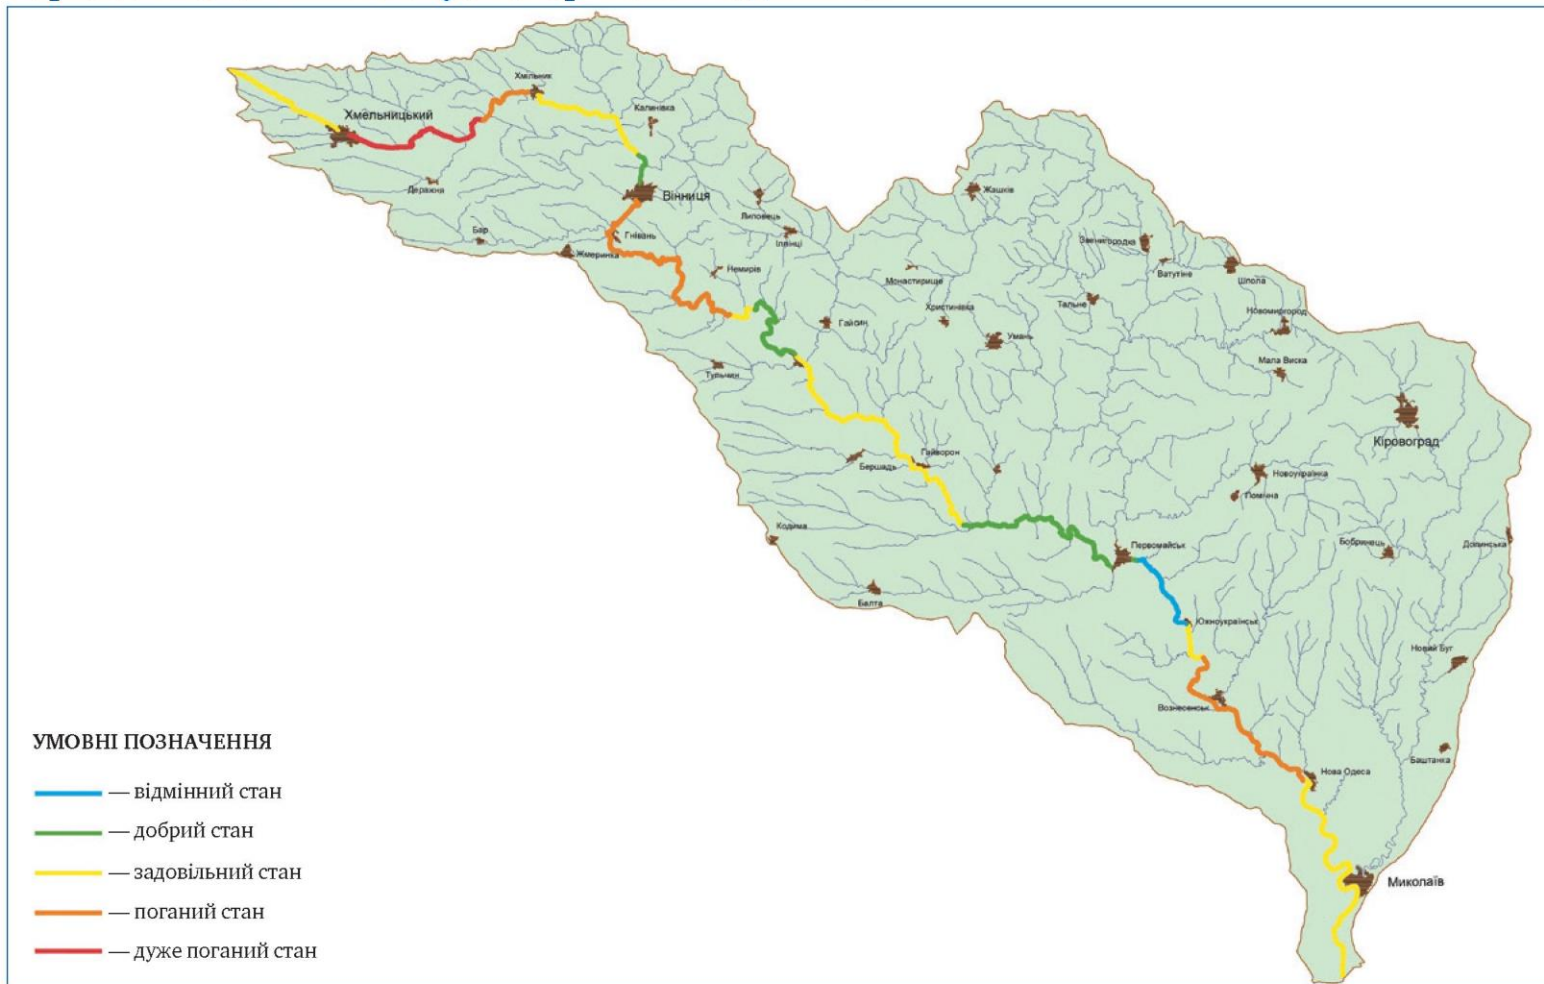 Хмільник
Калинівка
Хмельницький
Деражня
Вінниця
Липовець
Жашків
Бар
Гнівань
Іллінці
Звенигородка
Жмеринка
Немирів
Монастирище
Ватутіне
Шпола
Тальне
Христинівка
Новомиргород
Гайсин
Умань
Мала Виска
Тульчин
Кіровоград
Бершадь
Гайворон
Новоукраїнка
Помічна
Кодима
Первомайськ
Бобринець
Долинська
Балта
Южноукраїнськ
Новий Буг
Вознесенськ
Баштанка
Нова Одеса
Миколаїв
УМОВНІ ПОЗНАЧЕННЯ
— відмінний стан
— добрий стан
— задовільний стан
— поганий стан
— дуже поганий стан